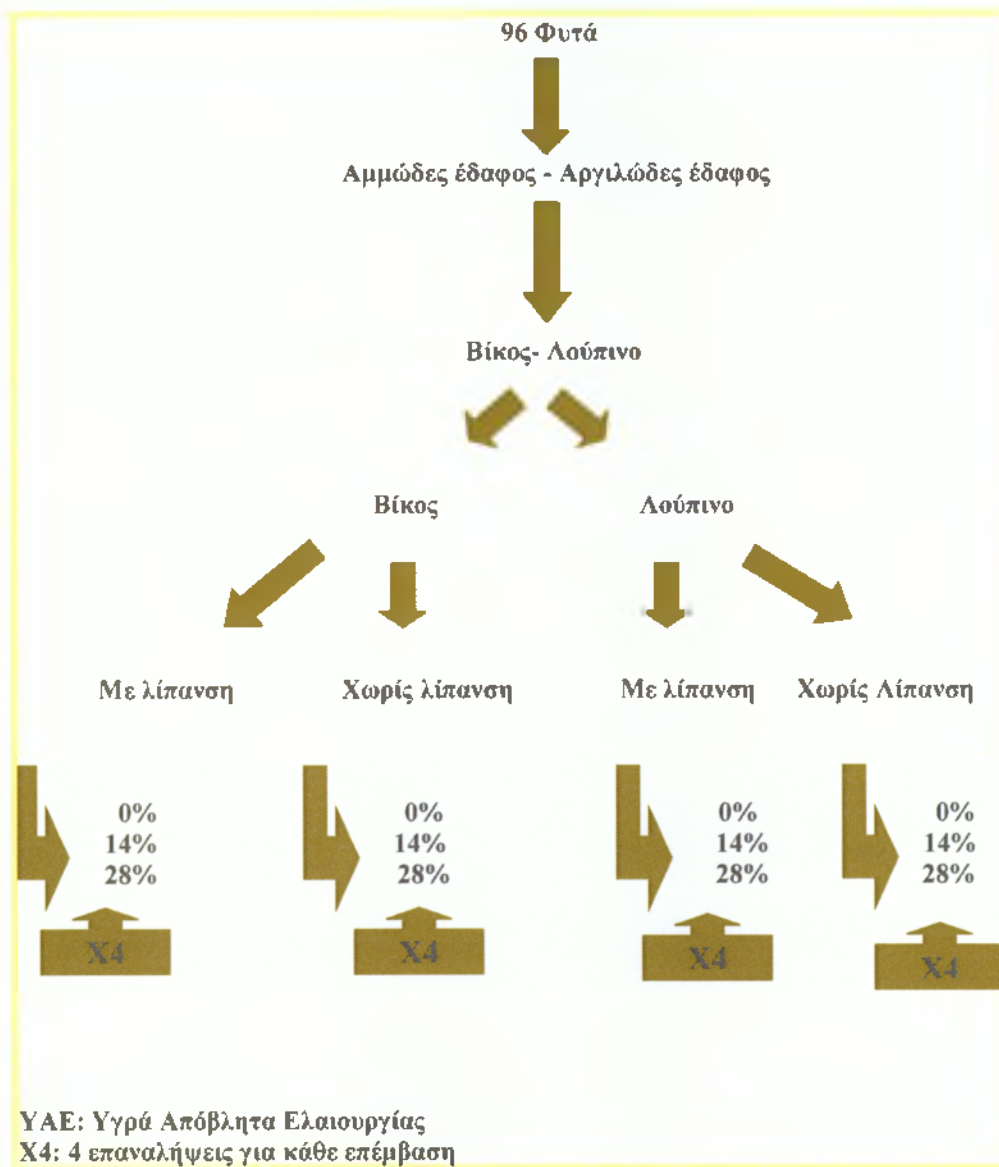 96 Φυτά
Αμμώδες έδαφος - Αργιλώδες έδαφος
Βίκος- Λούπινο
Βίκος Λούπινο
Με λίπανση Χωρίς λίπανση Με λίπανση Χωρίς Λίπανση
0% 0% 0% 0%
14% 14% 14% 14%
28% 28% 28% 28%
X4 X4 X4 X4
ΥΑΕ: Υγρά Απόβλητα Ελαιουργίας
X4: 4 επαναλήψεις για κάθε επέμβαση